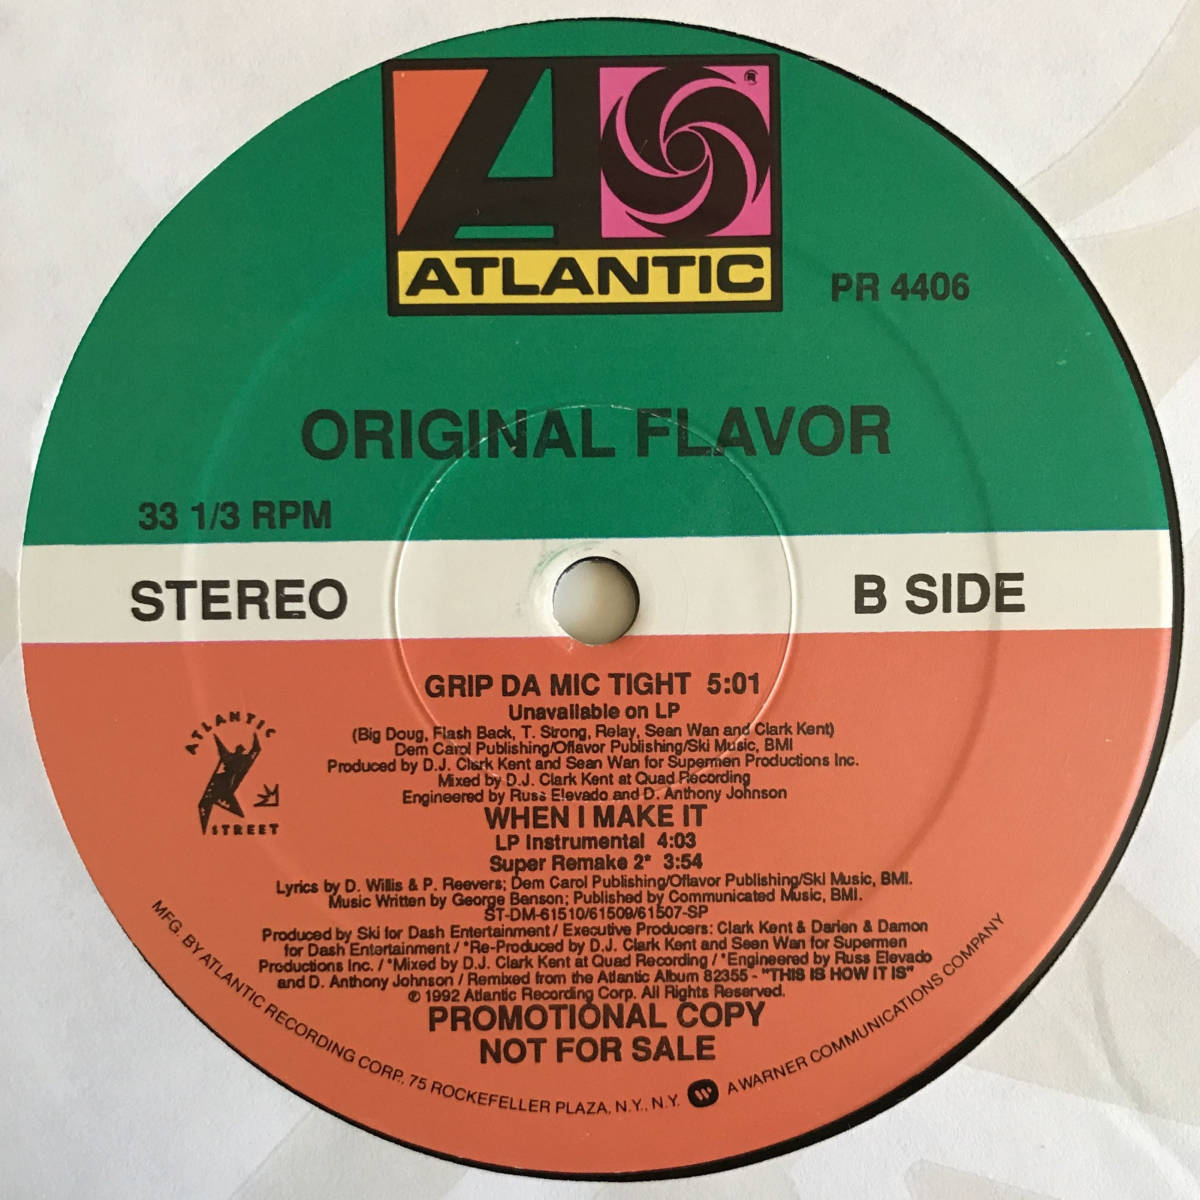 ATLANTIC
PR 4406
ORIGINAL FLAVOR
33 1/3 RPM
STEREO
B SIDE
GRIP DA MIC TIGHT 5:01
Unavailable on LP
(Big Doug, Flash Back, T. Strong, Relay, Sean Wan and Clark Kent)
Dem Carol Publishing/Oflavor Publishing/Ski Music, BMI
Produced by D.J. Clark Kent and Sean Wan for Supermen Productions Inc.
Mixed by D.J. Clark Kent at Quad Recording
Engineered by Russ Elevado and D. Anthony Johnson
ATLANTIC
STREET
WHEN I MAKE IT
LP Instrumental 4:03
Super Remake 2* 3:54
Lyrics by D. Willis & P. Reevers; Dem Carol Publishing/Oflavor Publishing/Ski Music, BMI.
Music Written by George Benson; Published by Communicated Music, BMI.
ST-DM-61510/61509/61507-SP
Produced by Ski for Dash Entertainment / Executive Producers: Clark Kent & Darien & Damon
for Dash Entertainment / *Re-Produced by D.J. Clark Kent and Sean Wan for Supermen
Productions Inc. / *Mixed by D.J. Clark Kent at Quad Recording / *Engineered by Russ Elevado
and D. Anthony Johnson / Remixed from the Atlantic Album 82355 - "THIS IS HOW IT IS"
℗ 1992 Atlantic Recording Corp. All Rights Reserved.
PROMOTIONAL COPY
NOT FOR SALE
MFG. BY ATLANTIC RECORDING CORP., 75 ROCKEFELLER PLAZA, N.Y., N.Y. A WARNER COMMUNICATIONS COMPANY